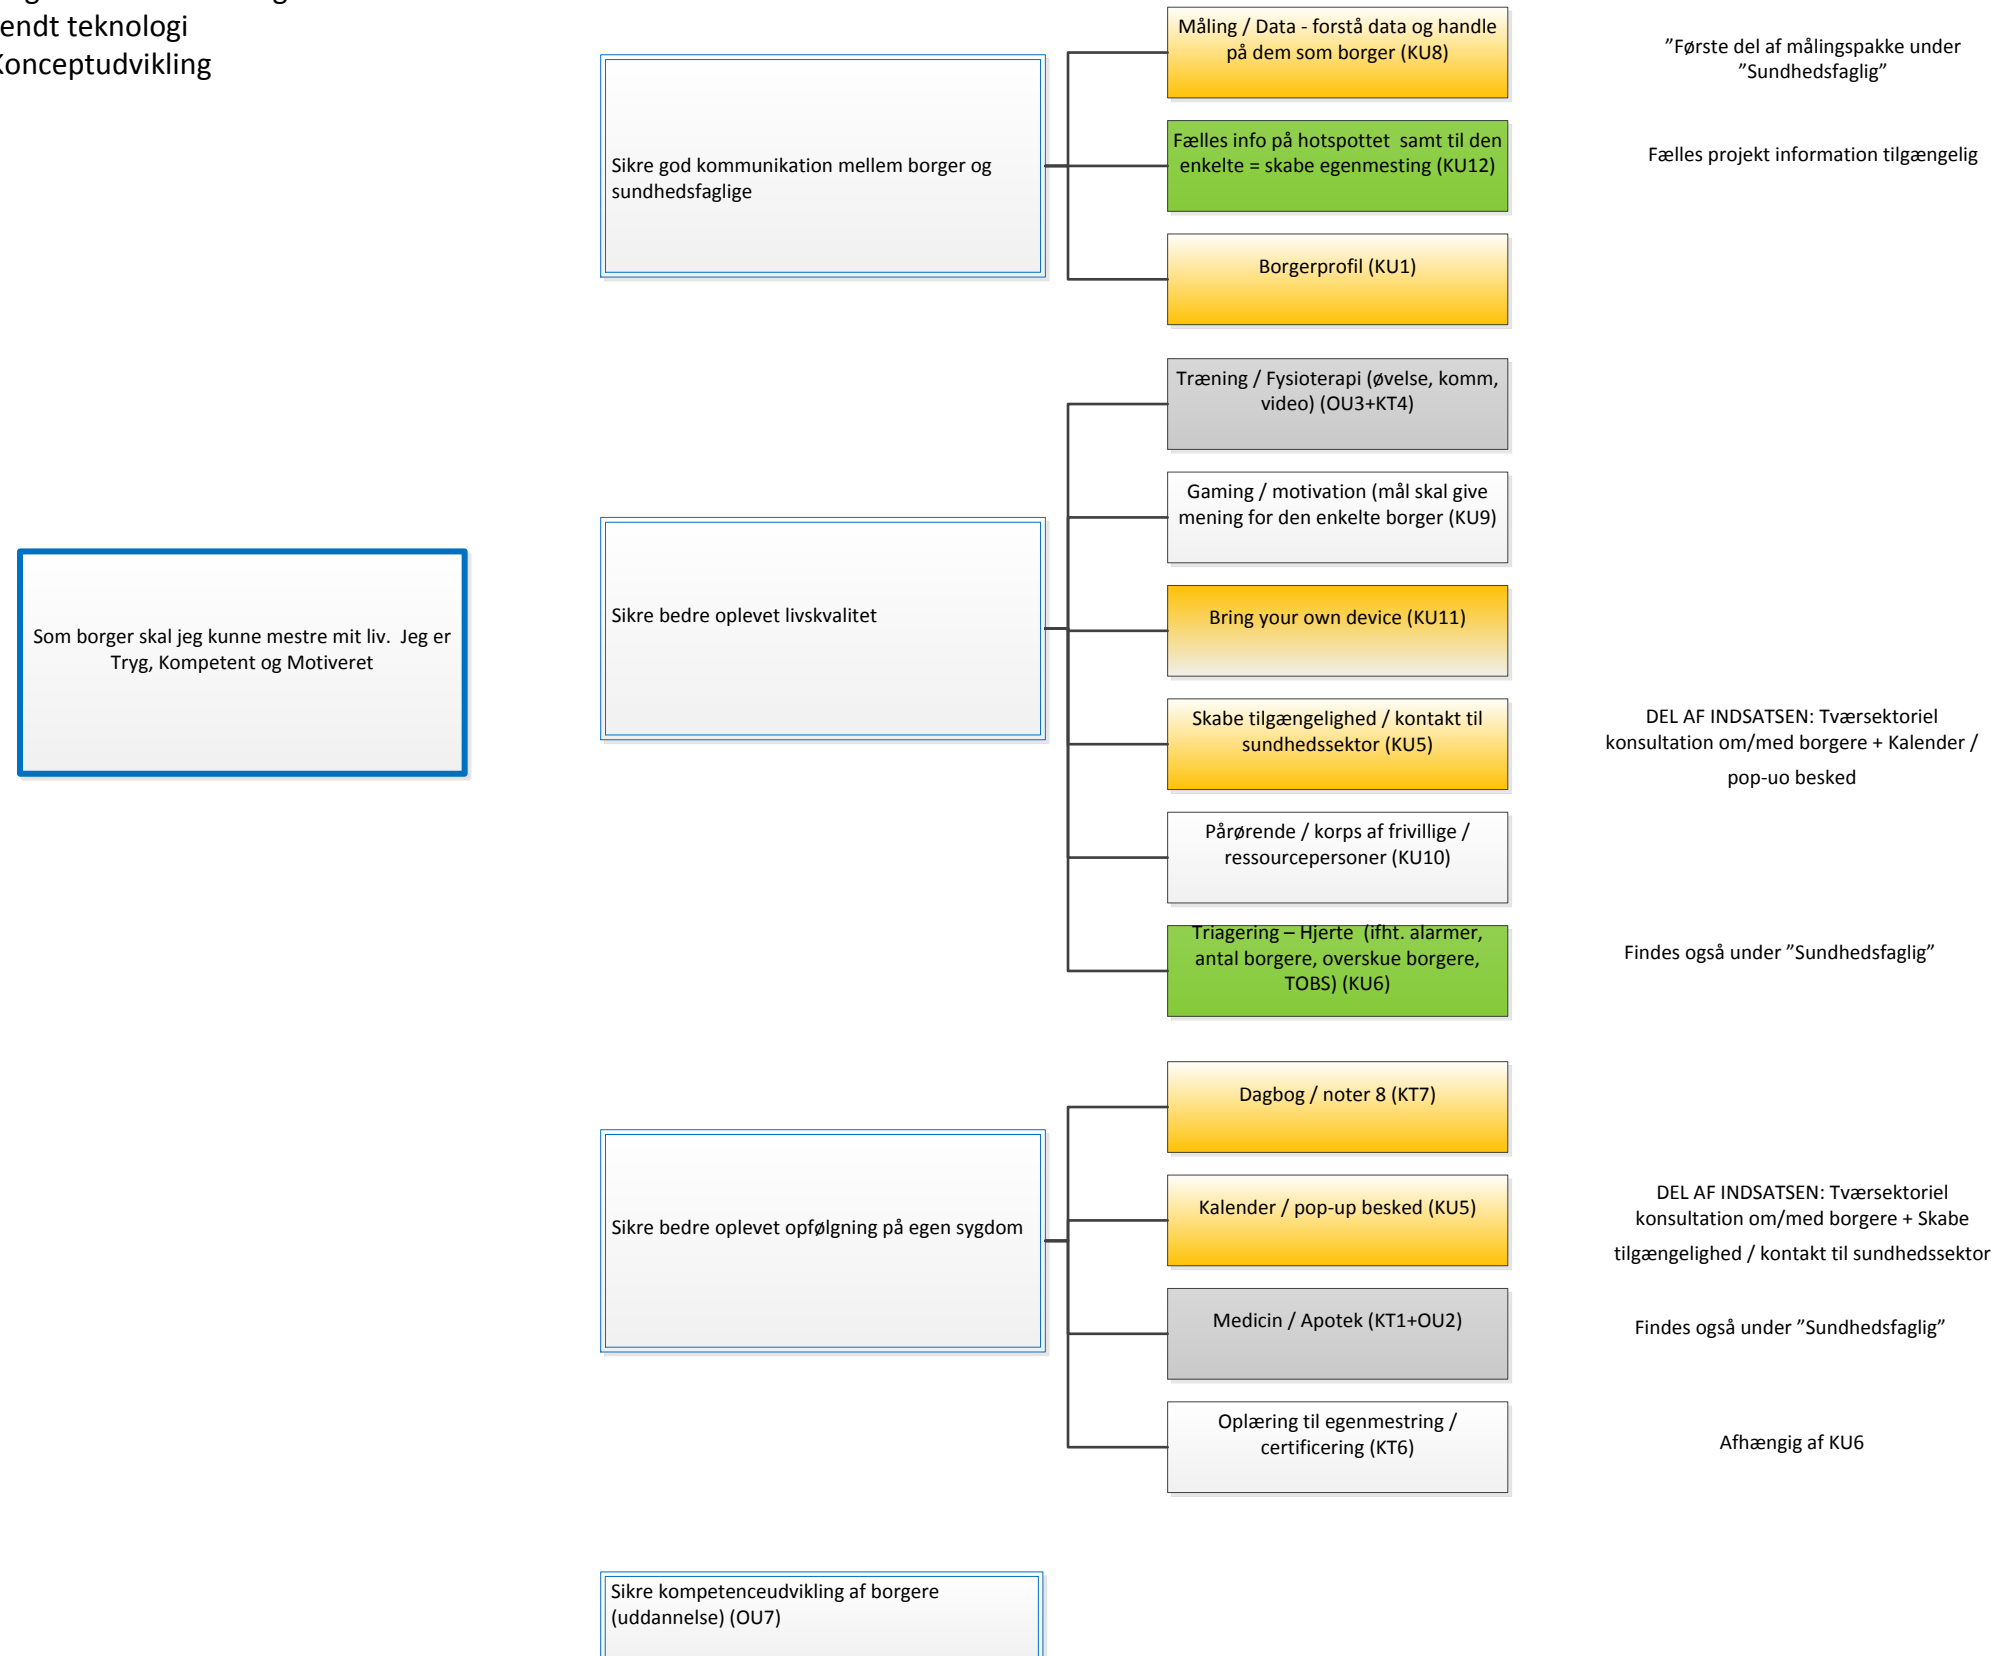 endt teknologi
Konceptudvikling
Måling / Data - forstå data og handle
på dem som borger (KU8)
"Første del af målingspakke under
"Sundhedsfaglig"
Sikre god kommunikation mellem borger og
sundhedsfaglige
Fælles info på hotspottet samt til den
enkelte = skabe egenmesting (KU12)
Fælles projekt information tilgængelig
Borgerprofil (KU1)
Som borger skal jeg kunne mestre mit liv. Jeg er
Tryg, Kompetent og Motiveret
Sikre bedre oplevet livskvalitet
Træning / Fysioterapi (øvelse, komm,
video) (OU3+KT4)
Gaming / motivation (mål skal give
mening for den enkelte borger (KU9)
Bring your own device (KU11)
Skabe tilgængelighed / kontakt til
sundhedssektor (KU5)
DEL AF INDSATSEN: Tværsektoriel
konsultation om/med borgere + Kalender /
pop-uo besked
Pårørende / korps af frivillige /
ressourcepersoner (KU10)
Triagering – Hjerte (ifht. alarmer,
antal borgere, overskue borgere,
TOBS) (KU6)
Findes også under "Sundhedsfaglig"
Sikre bedre oplevet opfølgning på egen sygdom
Dagbog / noter 8 (KT7)
Kalender / pop-up besked (KU5)
DEL AF INDSATSEN: Tværsektoriel
konsultation om/med borgere + Skabe
tilgængelighed / kontakt til sundhedssektor
Medicin / Apotek (KT1+OU2)
Findes også under "Sundhedsfaglig"
Oplæring til egenmestring /
certificering (KT6)
Afhængig af KU6
Sikre kompetenceudvikling af borgere
(uddannelse) (OU7)